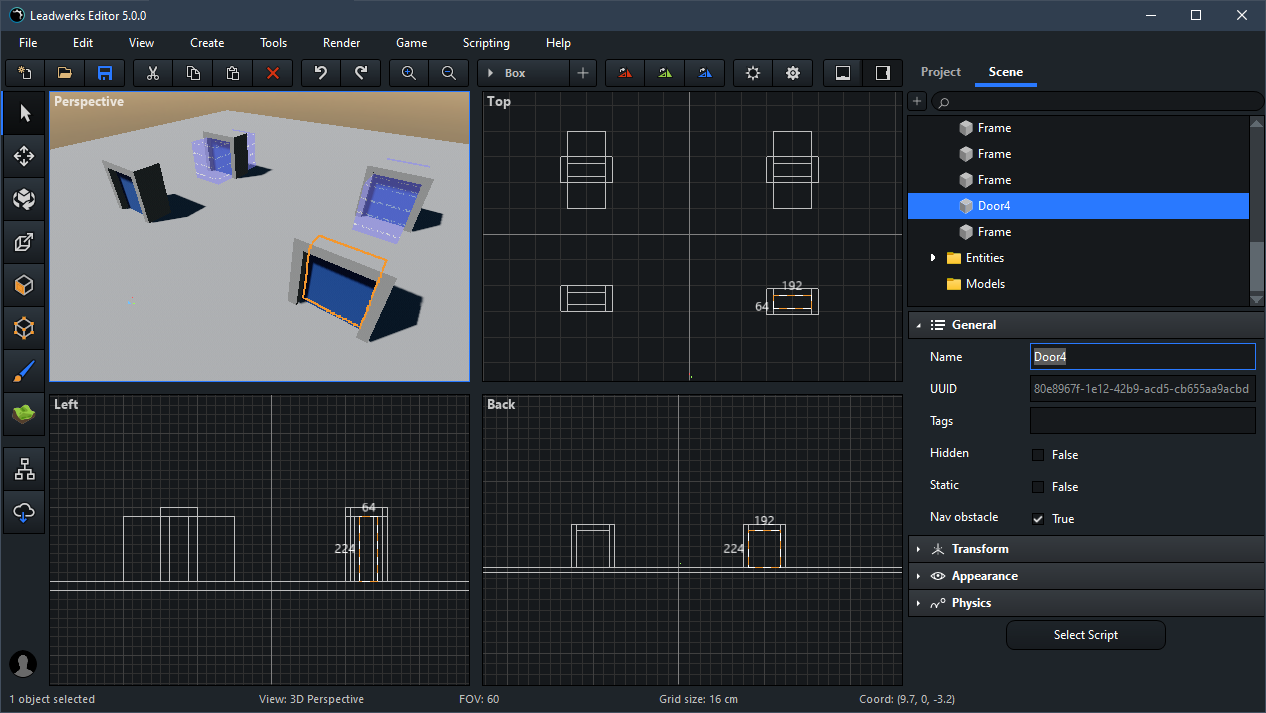 Leadwerks Editor 5.0.0
File Edit View Create Tools Render Game Scripting Help
Box
Project Scene
Perspective
Top
Frame
Frame
Frame
Door4
Frame
Entities
Models
192
64
General
Name Door4
UUID 80e8967f-1e12-42b9-acd5-cb655aa9acbd
Tags
Hidden False
Static False
Nav obstacle True
Transform
Appearance
Physics
Select Script
Left
64
224
Back
192
224
1 object selected View: 3D Perspective FOV: 60 Grid size: 16 cm Coord: (9.7, 0, -3.2)